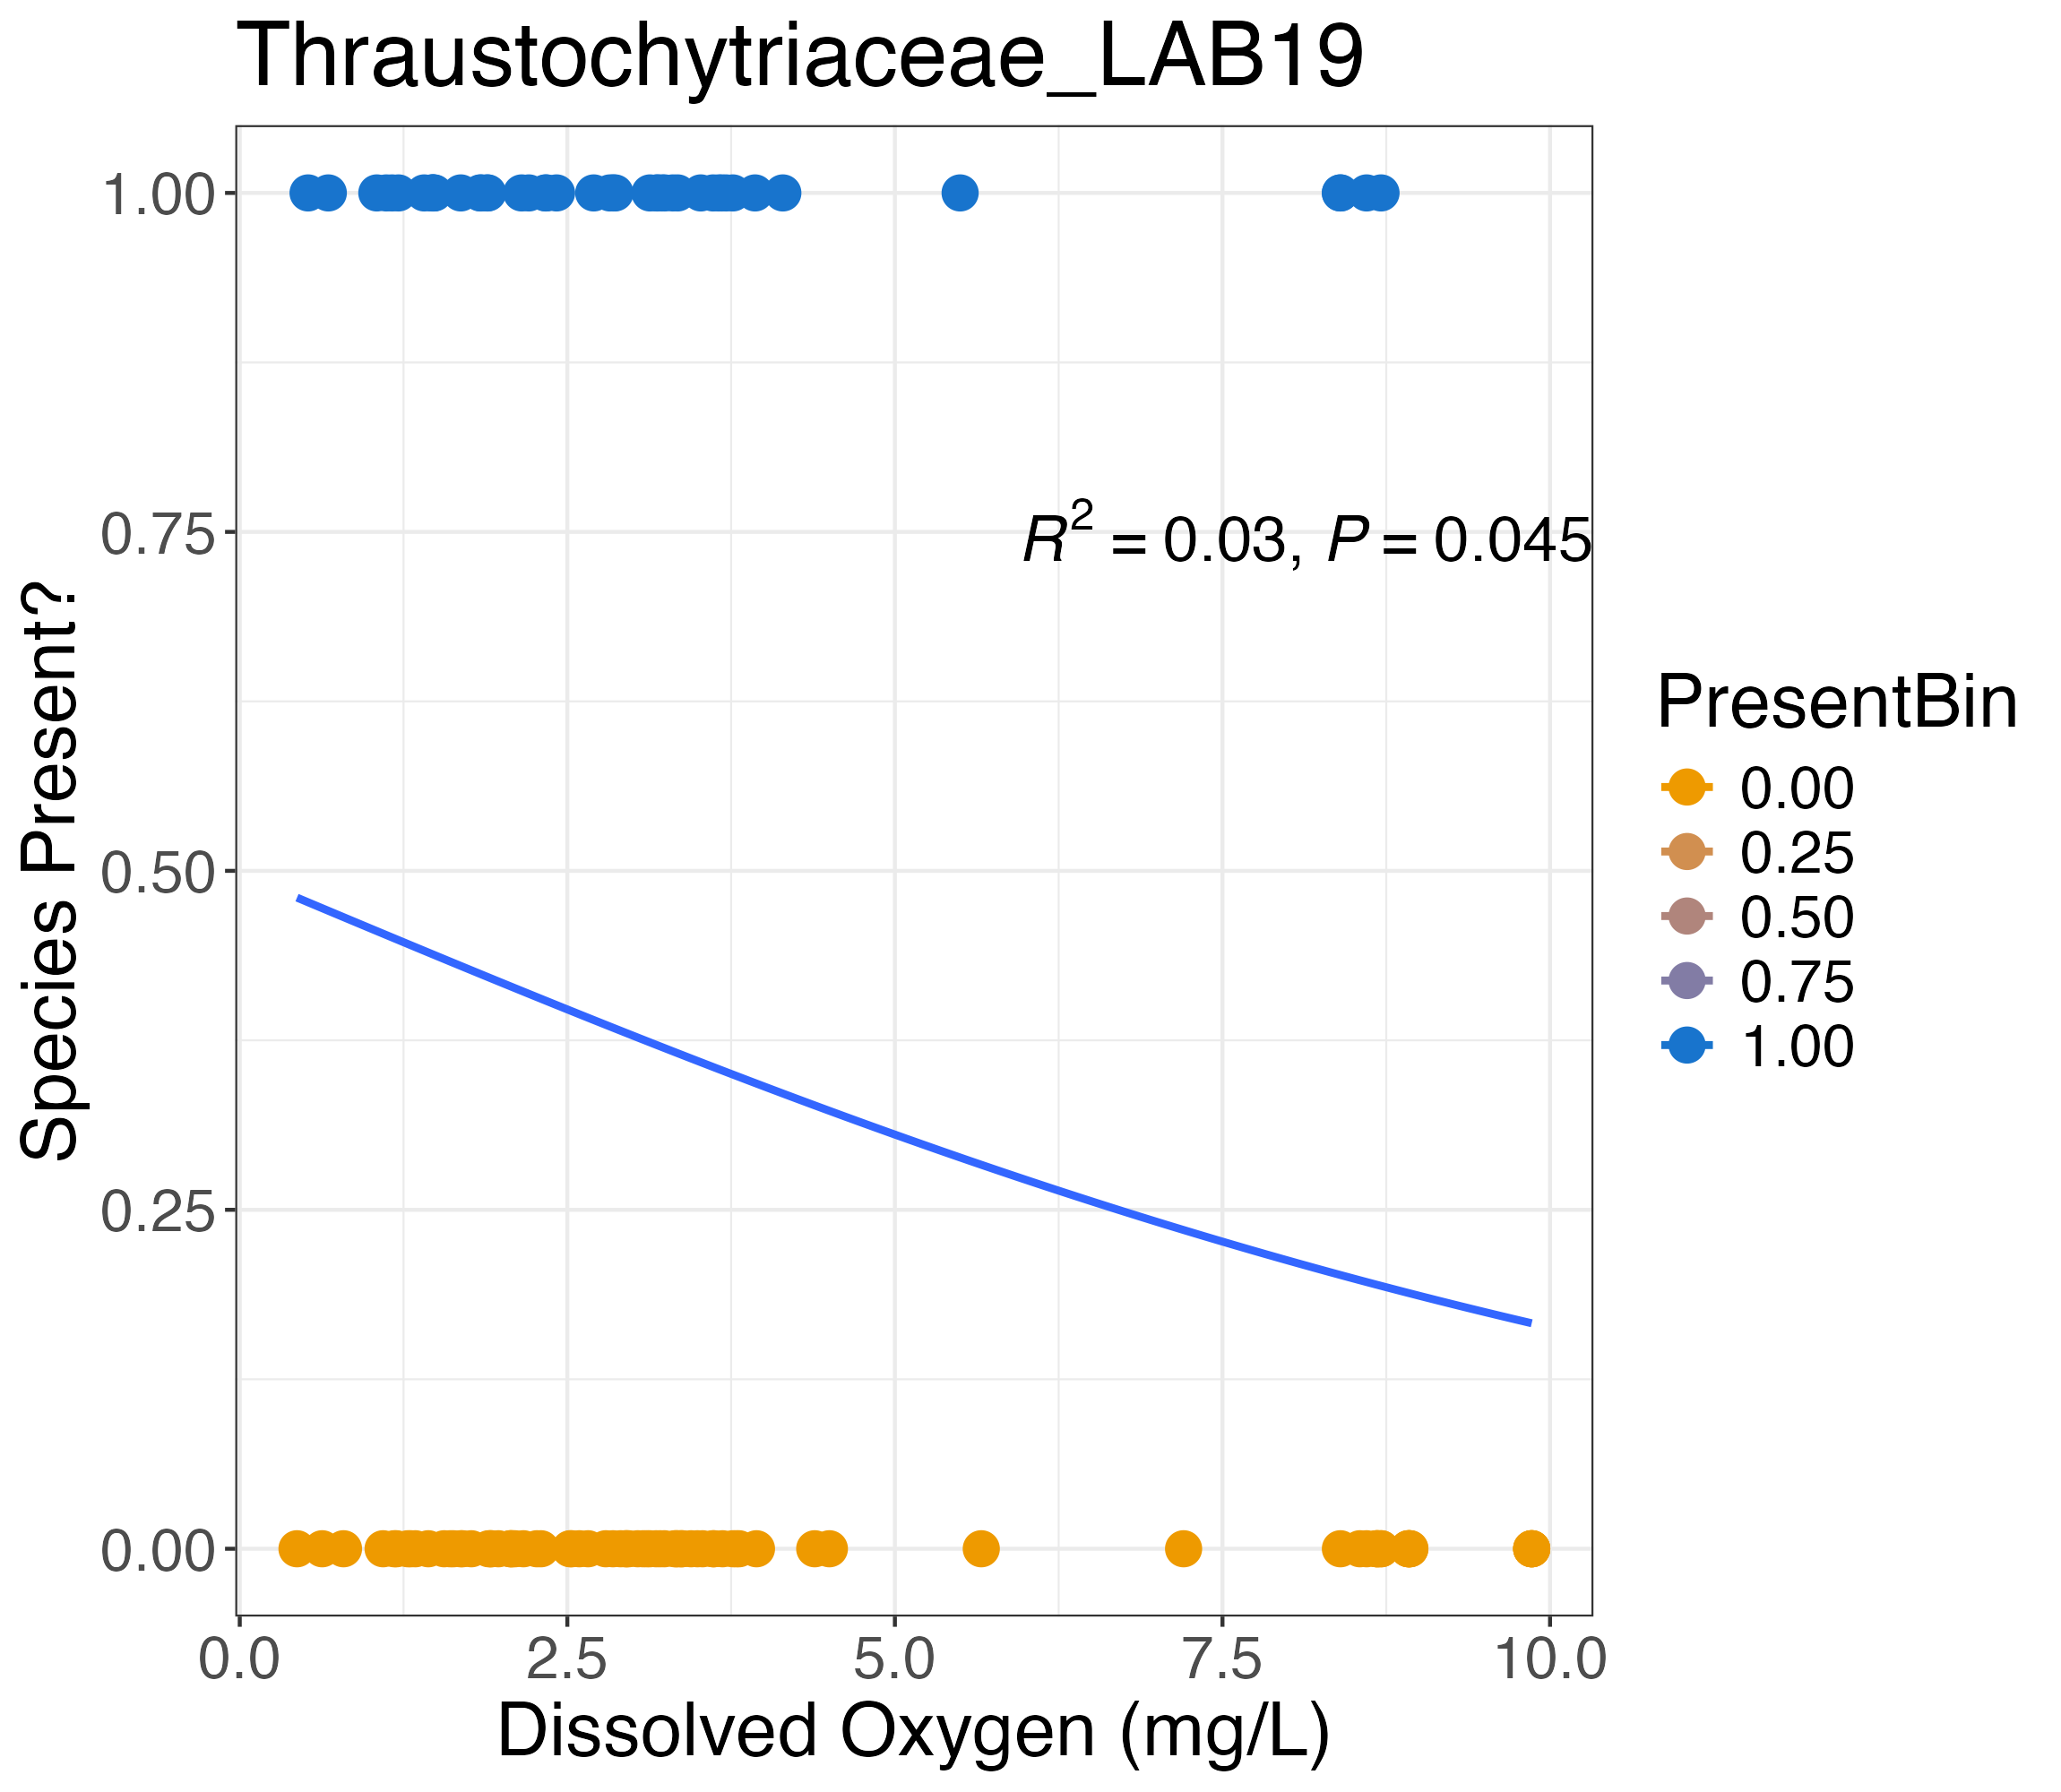 Thraustochytriaceae_LAB19
Species Present?
1.00
0.75
0.50
0.25
0.00
R² = 0.03, P = 0.045
0.0 2.5 5.0 7.5 10.0
Dissolved Oxygen (mg/L)
PresentBin
0.00
0.25
0.50
0.75
1.00